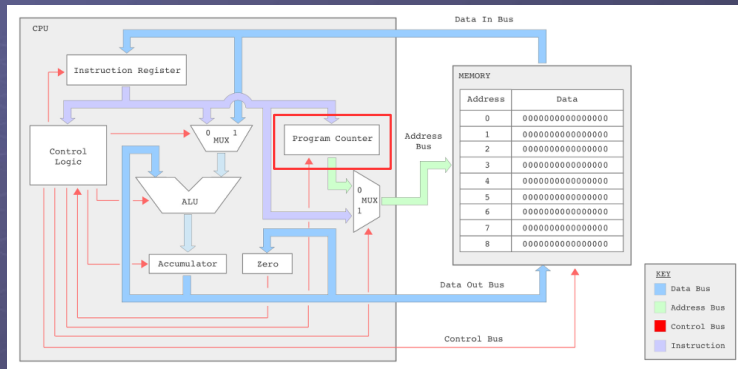 Data In Bus
CPU
Instruction Register
MEMORY
Address Data
0 0000000000000000
1 0000000000000000
2 0000000000000000
3 0000000000000000
4 0000000000000000
5 0000000000000000
6 0000000000000000
7 0000000000000000
8 0000000000000000
Control
Logic
0 1
MUX
Program Counter
Address
Bus
0
MUX
1
ALU
Accumulator
Zero
Data Out Bus
Control Bus
KEY
Data Bus
Address Bus
Control Bus
Instruction